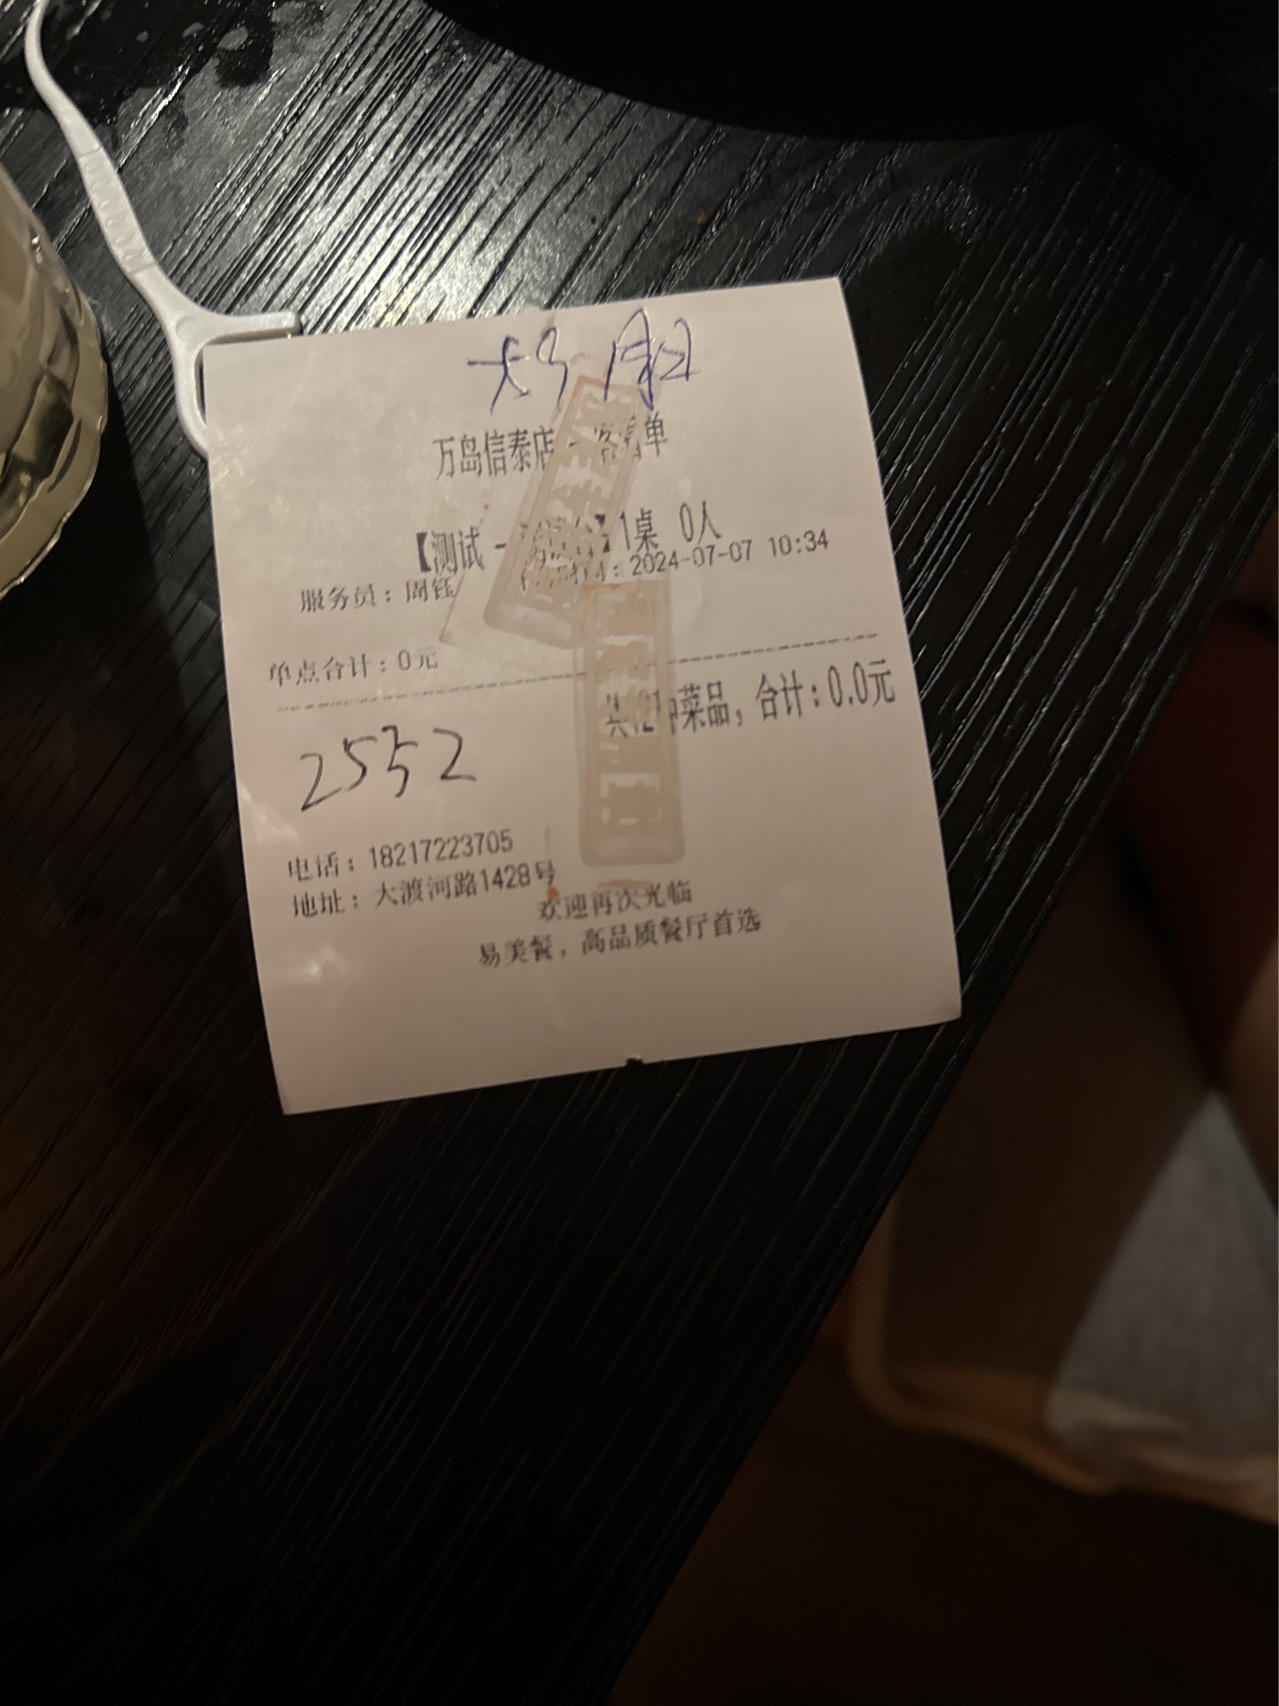 万岛信泰店 单
【测试 1桌 0人
服务员：周钰 ：2024-07-07 10:34
单点合计：0元
菜品，合计：0.0元
2552
电话：18217223705
地址：大渡河路1428号
欢迎再次光临
易美餐，高品质餐厅首选